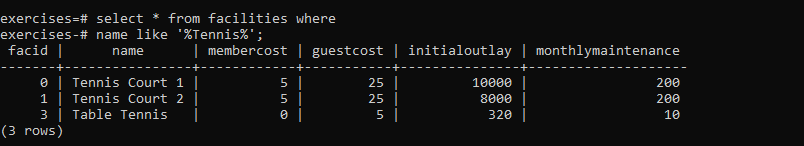 exercises=# select * from facilities where
exercises-# name like '%Tennis%';
 facid |      name      | membercost | guestcost | initialoutlay | monthlymaintenance
-------+----------------+------------+-----------+---------------+--------------------
     0 | Tennis Court 1 |          5 |        25 |         10000 |                200
     1 | Tennis Court 2 |          5 |        25 |          8000 |                200
     3 | Table Tennis   |          0 |         5 |           320 |                 10
(3 rows)